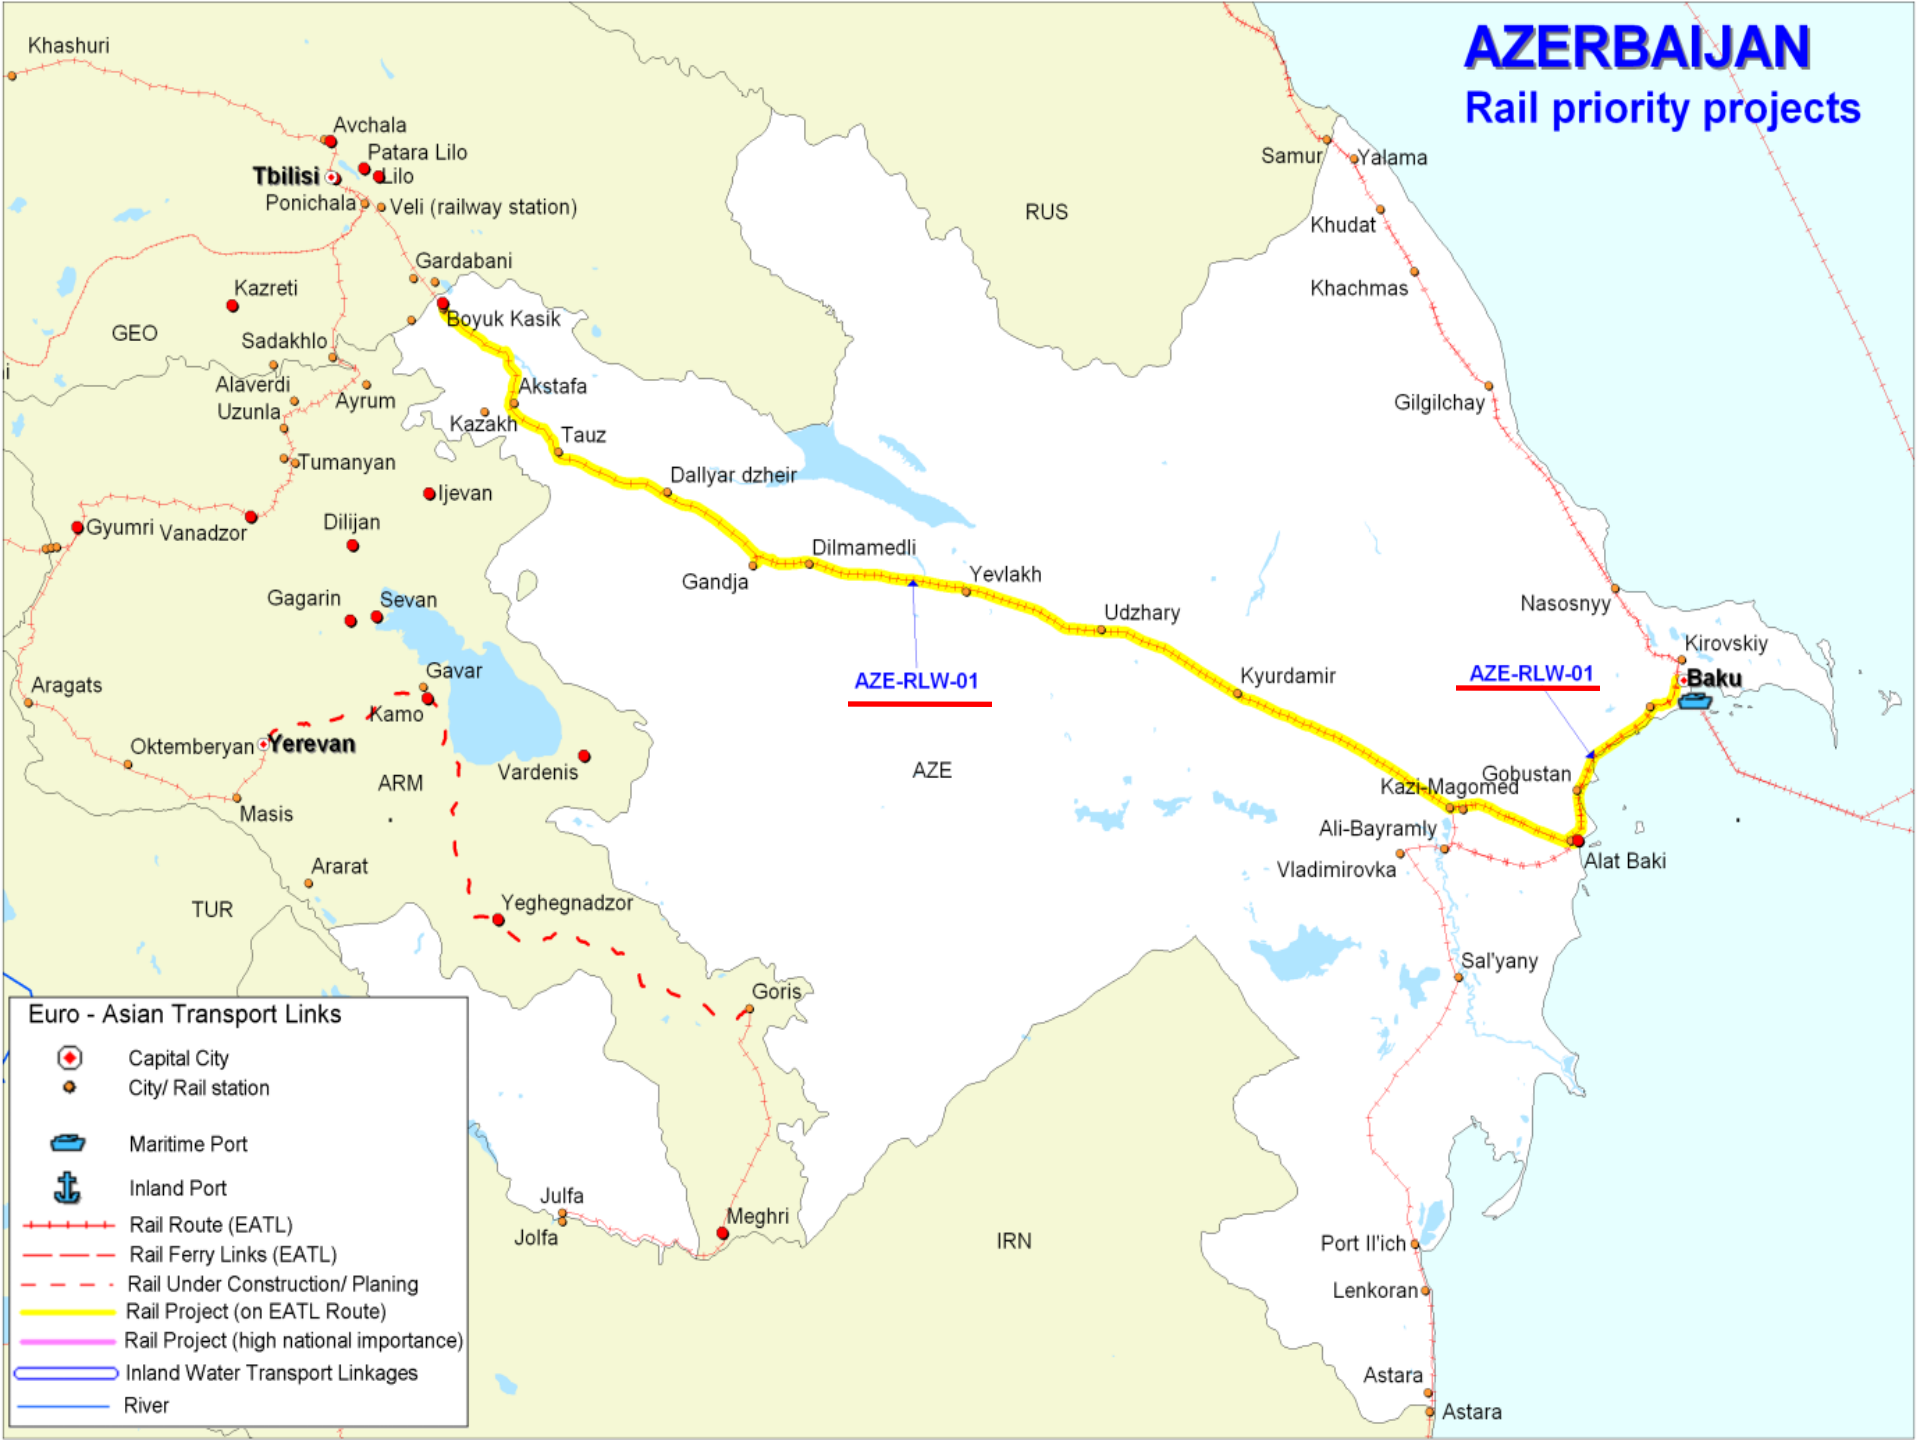 AZERBAIJAN
Rail priority projects
Khashuri
Avchala
Patara Lilo
Tbilisi
Lilo
Ponichala
Veli (railway station)
Samur
Yalama
RUS
Khudat
Gardabani
Kazreti
Khachmas
Boyuk Kasik
GEO
Sadakhlo
i
Alaverdi
Akstafa
Ayrum
Uzunla
Gilgilchay
Kazakh
Tauz
Tumanyan
Dallyar dzheir
Ijevan
Dilijan
Gyumri
Vanadzor
Dilmamedli
Gandja
Yevlakh
Gagarin
Sevan
Udzhary
Nasosnyy
Kirovskiy
Gavar
Kyurdamir
AZE-RLW-01
AZE-RLW-01
Baku
Aragats
Kamo
Oktemberyan
Yerevan
Vardenis
AZE
Gobustan
ARM
Kazi-Magomed
Masis
Ali-Bayramly
Alat Baki
Ararat
Vladimirovka
TUR
Yeghegnadzor
Sal'yany
Goris
Euro - Asian Transport Links
Capital City
City/ Rail station
Maritime Port
Inland Port
Rail Route (EATL)
Rail Ferry Links (EATL)
Rail Under Construction/ Planing
Rail Project (on EATL Route)
Rail Project (high national importance)
Inland Water Transport Linkages
River
Julfa
Jolfa
Meghri
IRN
Port Il'ich
Lenkoran
Astara
Astara